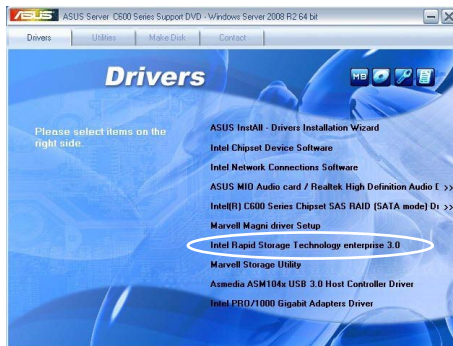 ASUS ASUS Server C600 Series Support DVD - Windows Server 2008 R2 64 bit
Drivers Utilities Make Disk Contact
Drivers
MB
Please select items on the
right side.
ASUS InstAll - Drivers Installation Wizard
Intel Chipset Device Software
Intel Network Connections Software
ASUS MIO Audio card / Realtek High Definition Audio D >>
Intel(R) C600 Series Chipset SAS RAID (SATA mode) Dr >>
Marvell Magni driver Setup
Intel Rapid Storage Technology enterprise 3.0
Marvell Storage Utility
Asmedia ASM104x USB 3.0 Host Controller Driver
Intel PRO/1000 Gigabit Adapters Driver